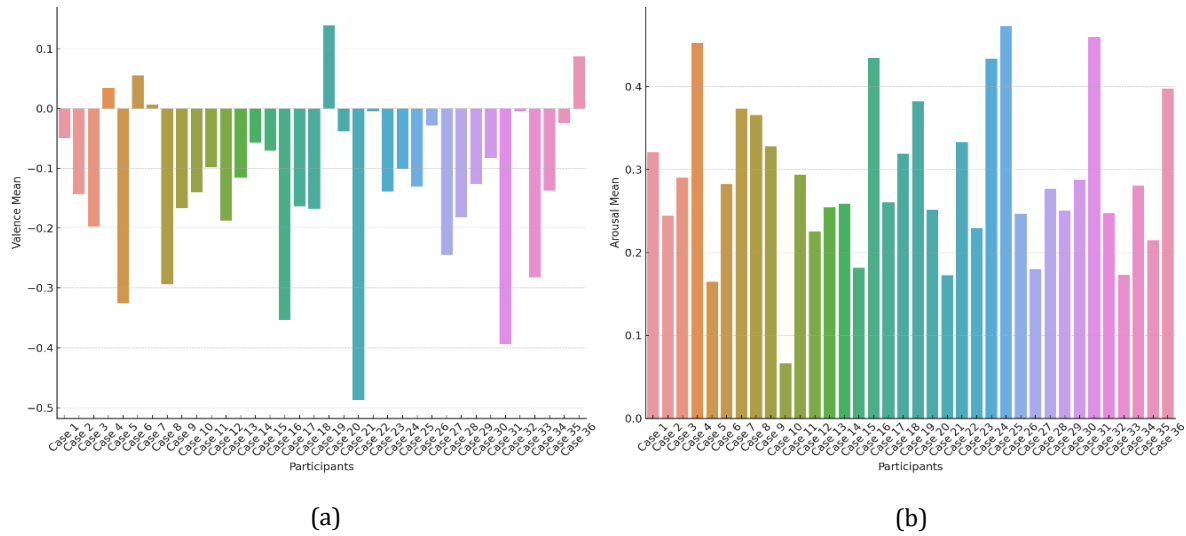 Valence Mean
0.1
0.0
−0.1
−0.2
−0.3
−0.4
−0.5
Case 1
Case 2
Case 3
Case 4
Case 5
Case 6
Case 7
Case 8
Case 9
Case 10
Case 11
Case 12
Case 13
Case 14
Case 15
Case 16
Case 17
Case 18
Case 19
Case 20
Case 21
Case 22
Case 23
Case 24
Case 25
Case 26
Case 27
Case 28
Case 29
Case 30
Case 31
Case 32
Case 33
Case 34
Case 35
Case 36
Participants
(a)
Arousal Mean
0.4
0.3
0.2
0.1
0.0
Case 1
Case 2
Case 3
Case 4
Case 5
Case 6
Case 7
Case 8
Case 9
Case 10
Case 11
Case 12
Case 13
Case 14
Case 15
Case 16
Case 17
Case 18
Case 19
Case 20
Case 21
Case 22
Case 23
Case 24
Case 25
Case 26
Case 27
Case 28
Case 29
Case 30
Case 31
Case 32
Case 33
Case 34
Case 35
Case 36
Participants
(b)